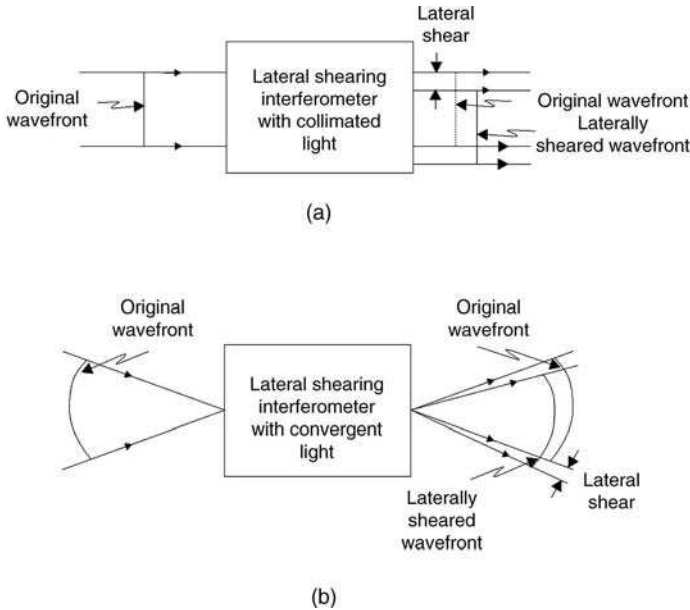 Lateral
shear
Original
wavefront
Lateral shearing
interferometer
with collimated
light
Original wavefront
Laterally
sheared wavefront
(a)
Original
wavefront
Original
wavefront
Lateral shearing
interferometer
with convergent
light
Laterally
sheared
wavefront
Lateral
shear
(b)